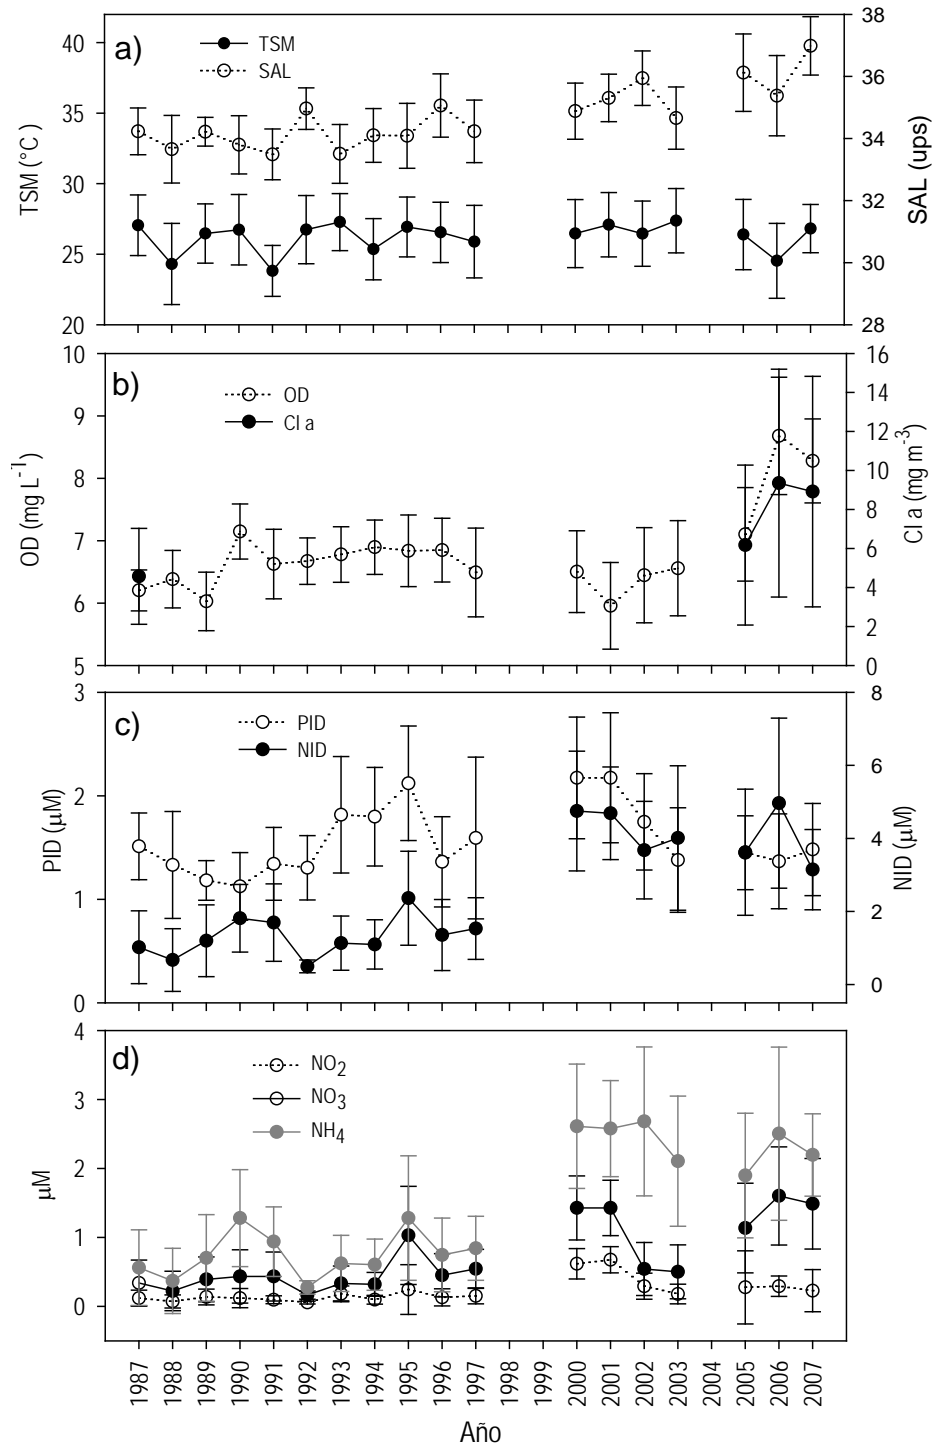 a)
TSM
SAL
40
35
30
25
20
TSM (°C)
38
36
34
32
30
28
SAL (ups)
b)
OD
Cl a
10
9
8
7
6
5
OD (mg L⁻¹)
16
14
12
10
8
6
4
2
0
Cl a (mg m⁻³)
c)
PID
NID
3
2
1
0
PID (µM)
8
6
4
2
0
NID (µM)
d)
NO₂
NO₃
NH₄
4
3
2
1
0
µM
1987 1988 1989 1990 1991 1992 1993 1994 1995 1996 1997 1998 1999 2000 2001 2002 2003 2004 2005 2006 2007
Año